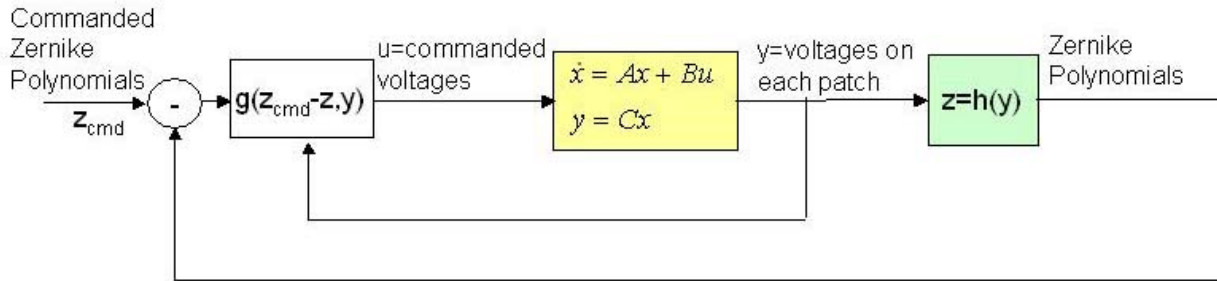 Commanded
Zernike
Polynomials
z_cmd
-
g(z_cmd-z,y)
u=commanded
voltages
ẋ = Ax + Bu
y = Cx
y=voltages on
each patch
z=h(y)
Zernike
Polynomials